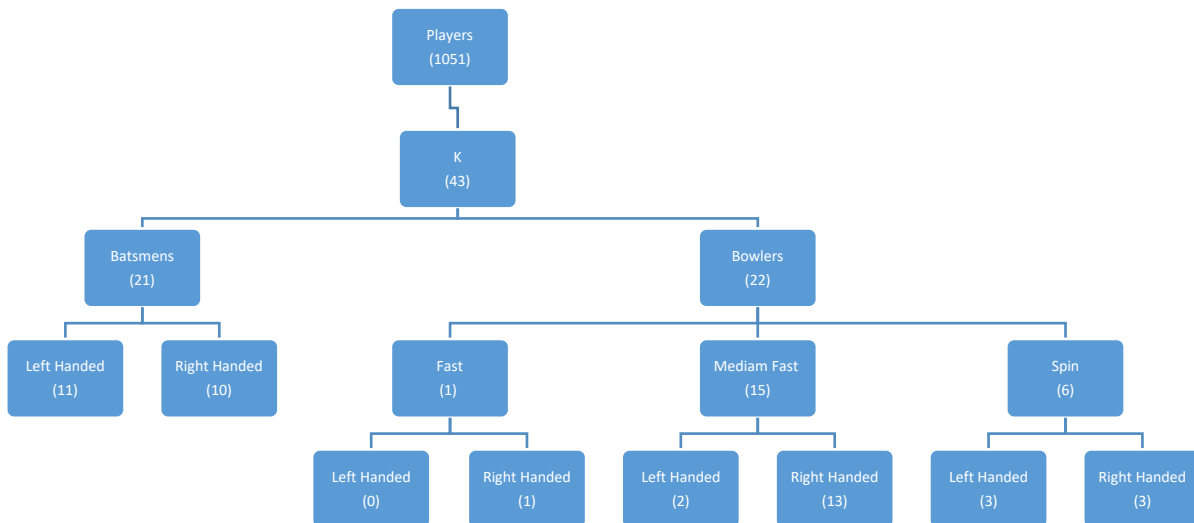 Players
(1051)
K
(43)
Batsmens
(21)
Bowlers
(22)
Left Handed
(11)
Right Handed
(10)
Fast
(1)
Mediam Fast
(15)
Spin
(6)
Left Handed
(0)
Right Handed
(1)
Left Handed
(2)
Right Handed
(13)
Left Handed
(3)
Right Handed
(3)